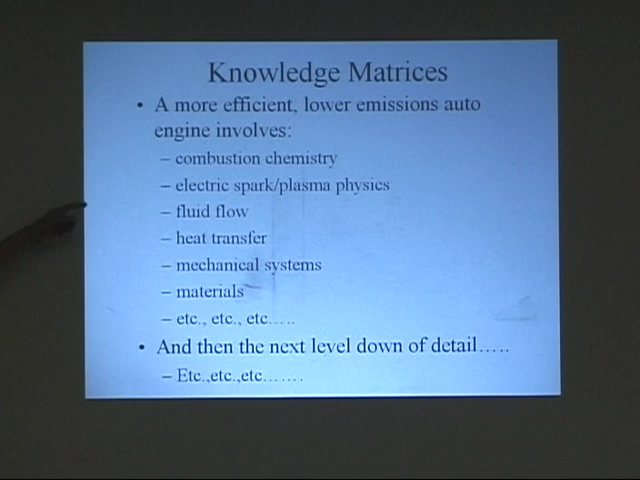 Knowledge Matrices
• A more efficient, lower emissions auto
engine involves:
– combustion chemistry
– electric spark/plasma physics
– fluid flow
– heat transfer
– mechanical systems
– materials
– etc., etc., etc…..
• And then the next level down of detail…..
– Etc.,etc.,etc…….